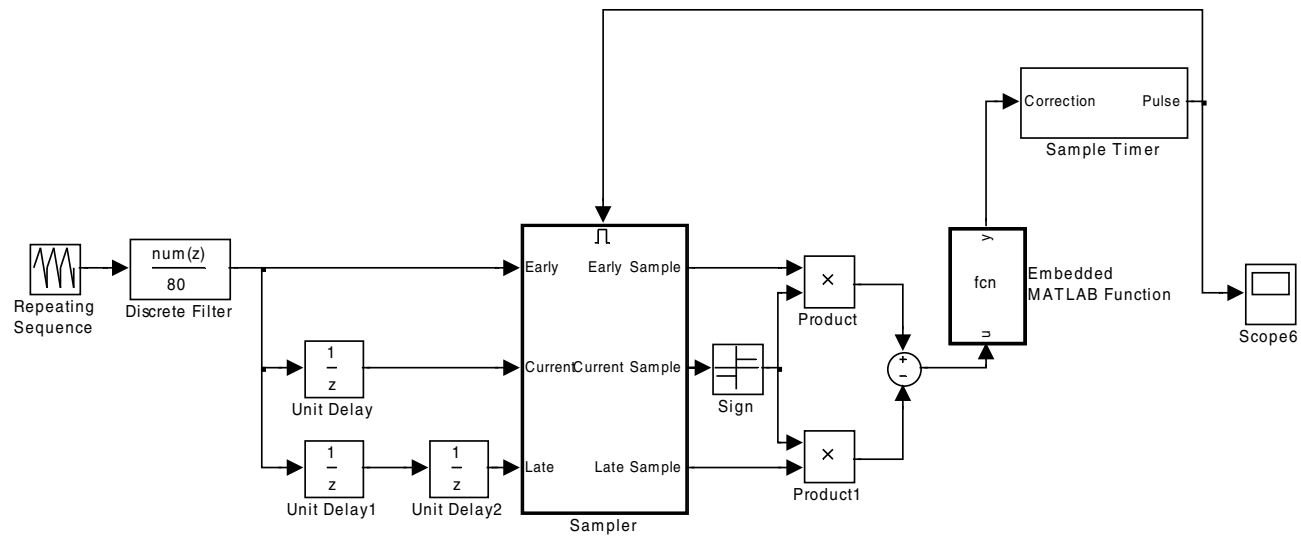 Correction
Pulse
Sample Timer
Early
Early Sample
num(z)
80
Discrete Filter
Repeating
Sequence
×
Product
y
fcn
u
Embedded
MATLAB Function
Scope6
1
z
Unit Delay
Current
Current Sample
Sign
+
−
1
z
Unit Delay1
1
z
Unit Delay2
Late
Late Sample
×
Product1
Sampler